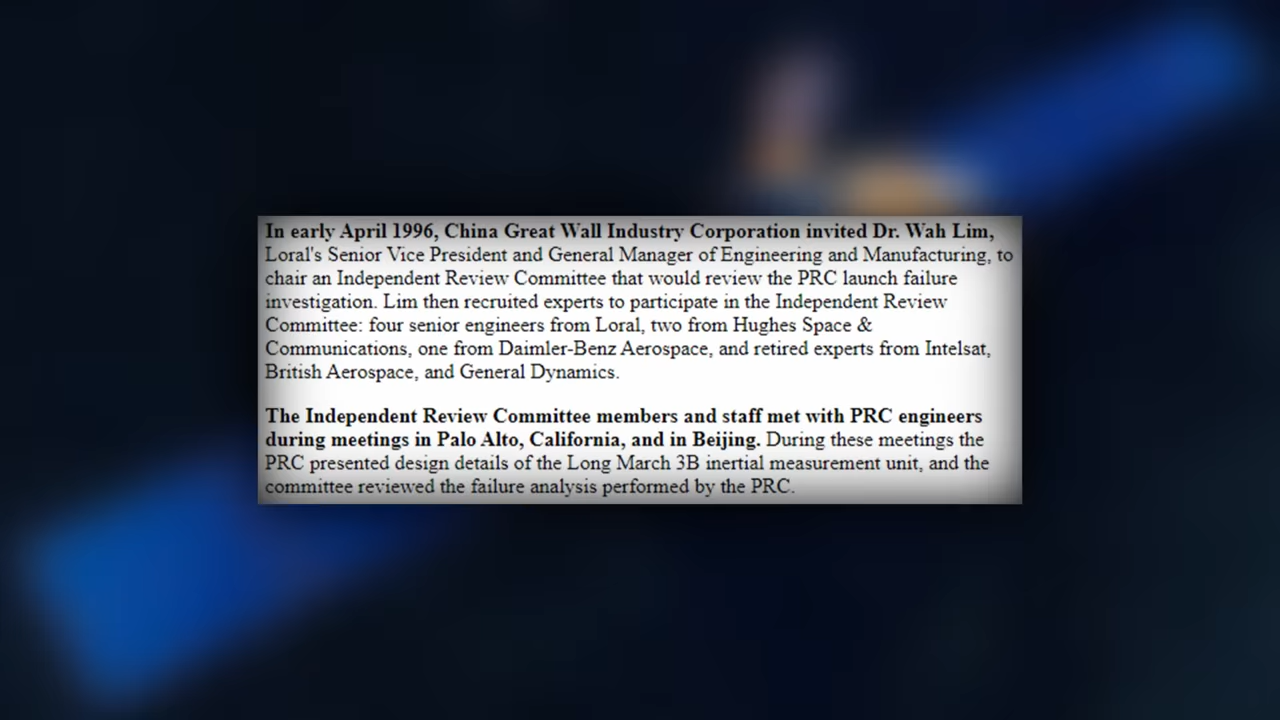 In early April 1996, China Great Wall Industry Corporation invited Dr. Wah Lim,
Loral's Senior Vice President and General Manager of Engineering and Manufacturing, to
chair an Independent Review Committee that would review the PRC launch failure
investigation. Lim then recruited experts to participate in the Independent Review
Committee: four senior engineers from Loral, two from Hughes Space &
Communications, one from Daimler-Benz Aerospace, and retired experts from Intelsat,
British Aerospace, and General Dynamics.
The Independent Review Committee members and staff met with PRC engineers
during meetings in Palo Alto, California, and in Beijing. During these meetings the
PRC presented design details of the Long March 3B inertial measurement unit, and the
committee reviewed the failure analysis performed by the PRC.